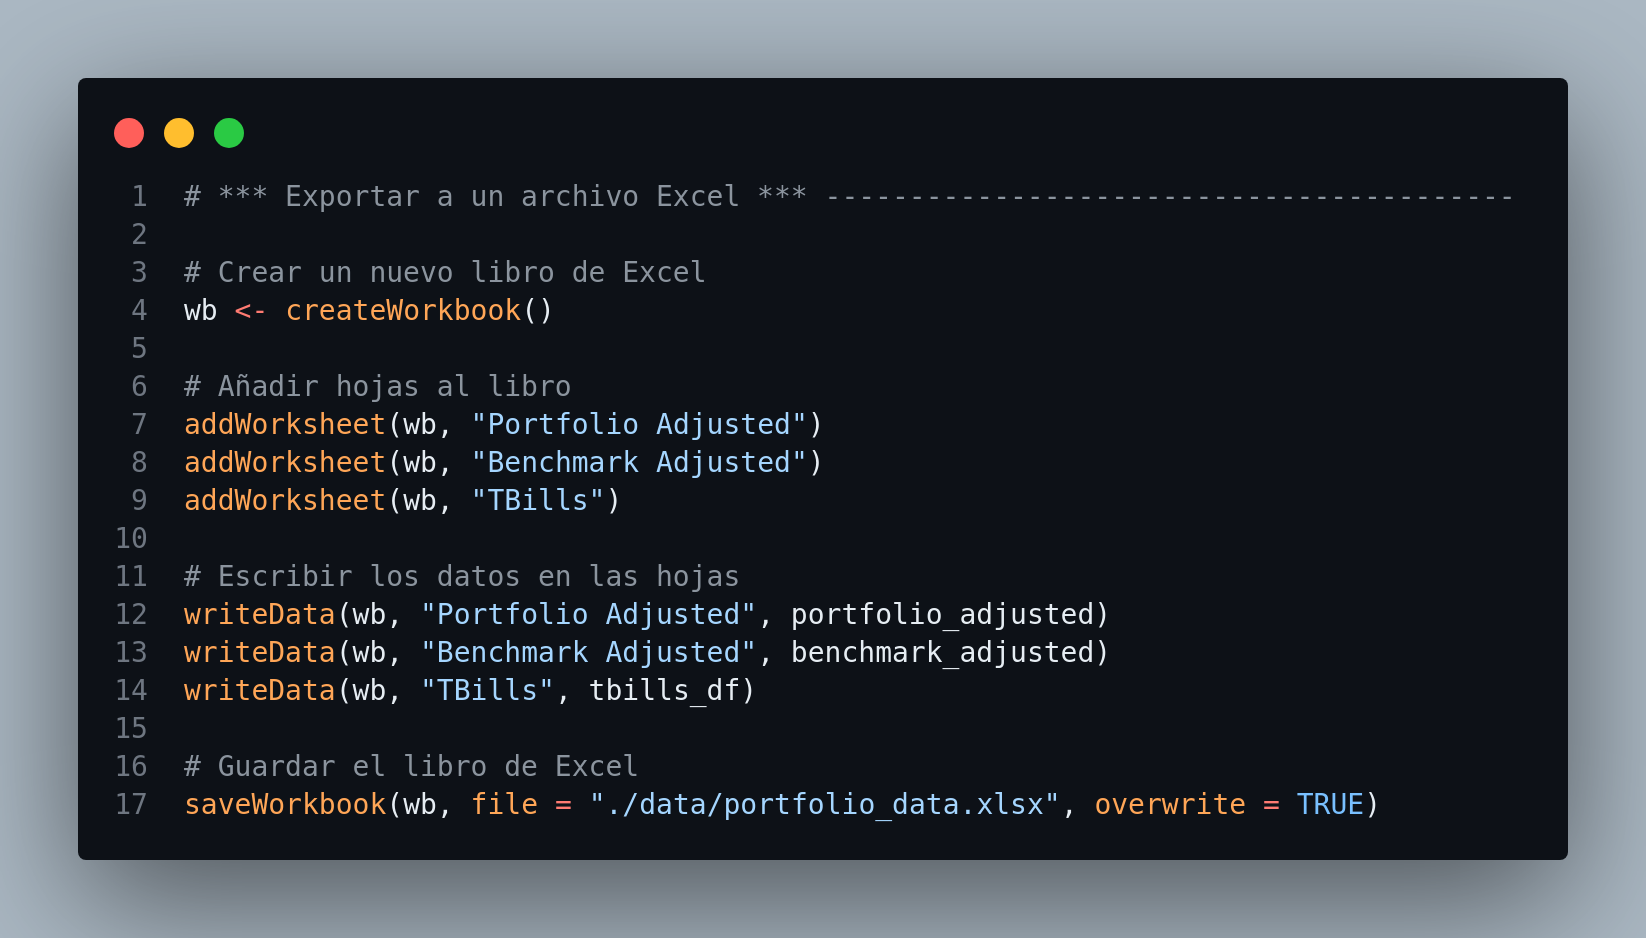 1 # *** Exportar a un archivo Excel *** -----------------------------------------
2
3 # Crear un nuevo libro de Excel
4 wb <- createWorkbook()
5
6 # Añadir hojas al libro
7 addWorksheet(wb, "Portfolio Adjusted")
8 addWorksheet(wb, "Benchmark Adjusted")
9 addWorksheet(wb, "TBills")
10
11 # Escribir los datos en las hojas
12 writeData(wb, "Portfolio Adjusted", portfolio_adjusted)
13 writeData(wb, "Benchmark Adjusted", benchmark_adjusted)
14 writeData(wb, "TBills", tbills_df)
15
16 # Guardar el libro de Excel
17 saveWorkbook(wb, file = "./data/portfolio_data.xlsx", overwrite = TRUE)